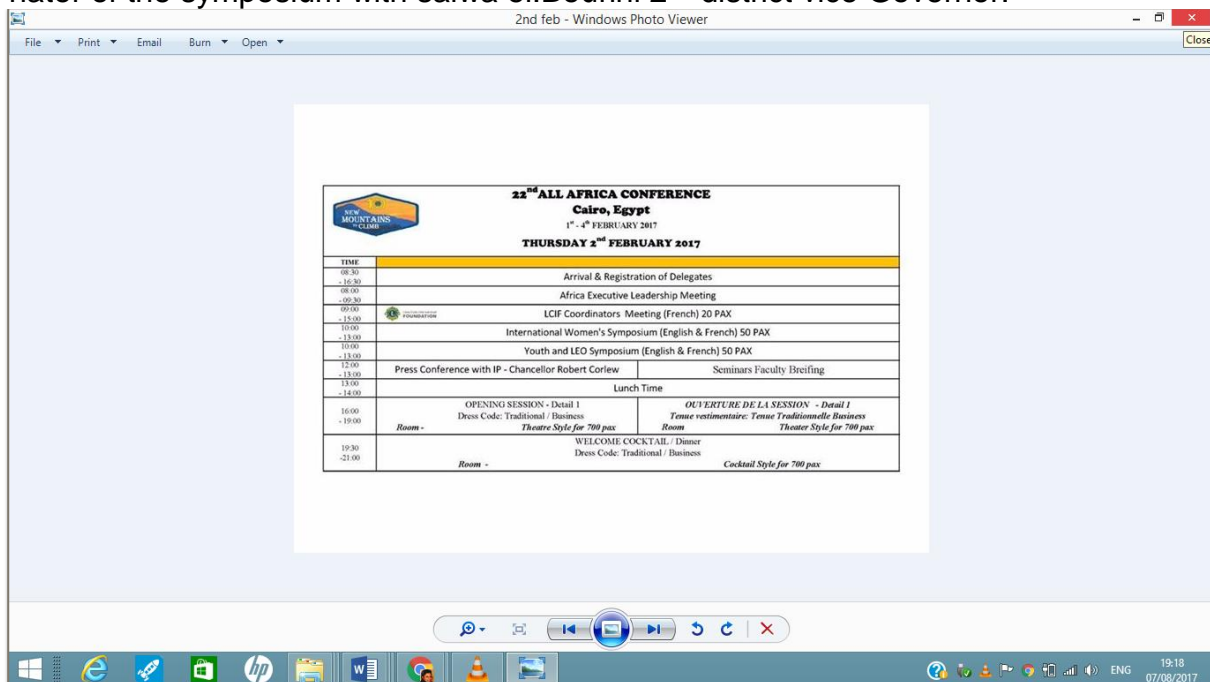 nator of the symposium with salwa el.Bourini 2nd district vice Governor.
2nd feb - Windows Photo Viewer
File Print Email Burn Open
Close
NEW
MOUNTAINS
TO CLIMB
22nd ALL AFRICA CONFERENCE
Cairo, Egypt
1st - 4th FEBRUARY 2017
THURSDAY 2nd FEBRUARY 2017
TIME
08:30
- 16:30
Arrival & Registration of Delegates
08:00
- 09:30
Africa Executive Leadership Meeting
09:00
- 15:00
FOUNDATION
LCIF Coordinators Meeting (French) 20 PAX
10:00
- 13:00
International Women's Symposium (English & French) 50 PAX
10:00
- 13:00
Youth and LEO Symposium (English & French) 50 PAX
12:00
- 13:00
Press Conference with IP - Chancellor Robert Corlew
Seminars Faculty Breifing
13:00
- 14:00
Lunch Time
16:00
- 19:00
OPENING SESSION - Detail 1
Dress Code: Traditional / Business
Room - Theatre Style for 700 pax
OUVERTURE DE LA SESSION - Detail 1
Tenue vestimentaire: Tenue Traditionnelle Business
Room Theater Style for 700 pax
19:30
-21:00
WELCOME COCKTAIL / Dinner
Dress Code: Traditional / Business
Room - Cocktail Style for 700 pax
hp
ENG
19:18
07/08/2017